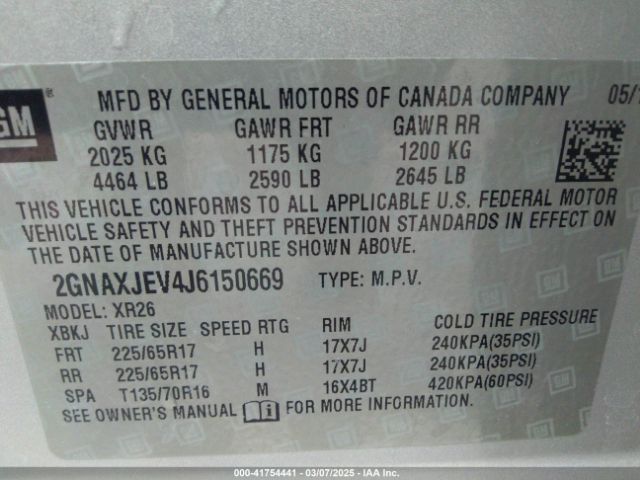 GM ®
MFD BY GENERAL MOTORS OF CANADA COMPANY 05/1
GVWR GAWR FRT GAWR RR
2025 KG 1175 KG 1200 KG
4464 LB 2590 LB 2645 LB
THIS VEHICLE CONFORMS TO ALL APPLICABLE U.S. FEDERAL MOTOR
VEHICLE SAFETY AND THEFT PREVENTION STANDARDS IN EFFECT ON
THE DATE OF MANUFACTURE SHOWN ABOVE.
2GNAXJEV4J6150669 TYPE: M.P.V.
MODEL: XR26
XBKJ TIRE SIZE SPEED RTG RIM COLD TIRE PRESSURE
FRT 225/65R17 H 17X7J 240KPA(35PSI)
RR 225/65R17 H 17X7J 240KPA(35PSI)
SPA T135/70R16 M 16X4BT 420KPA(60PSI)
SEE OWNER'S MANUAL FOR MORE INFORMATION.
000-41754441 | 03/07/2025 - IAA Inc.